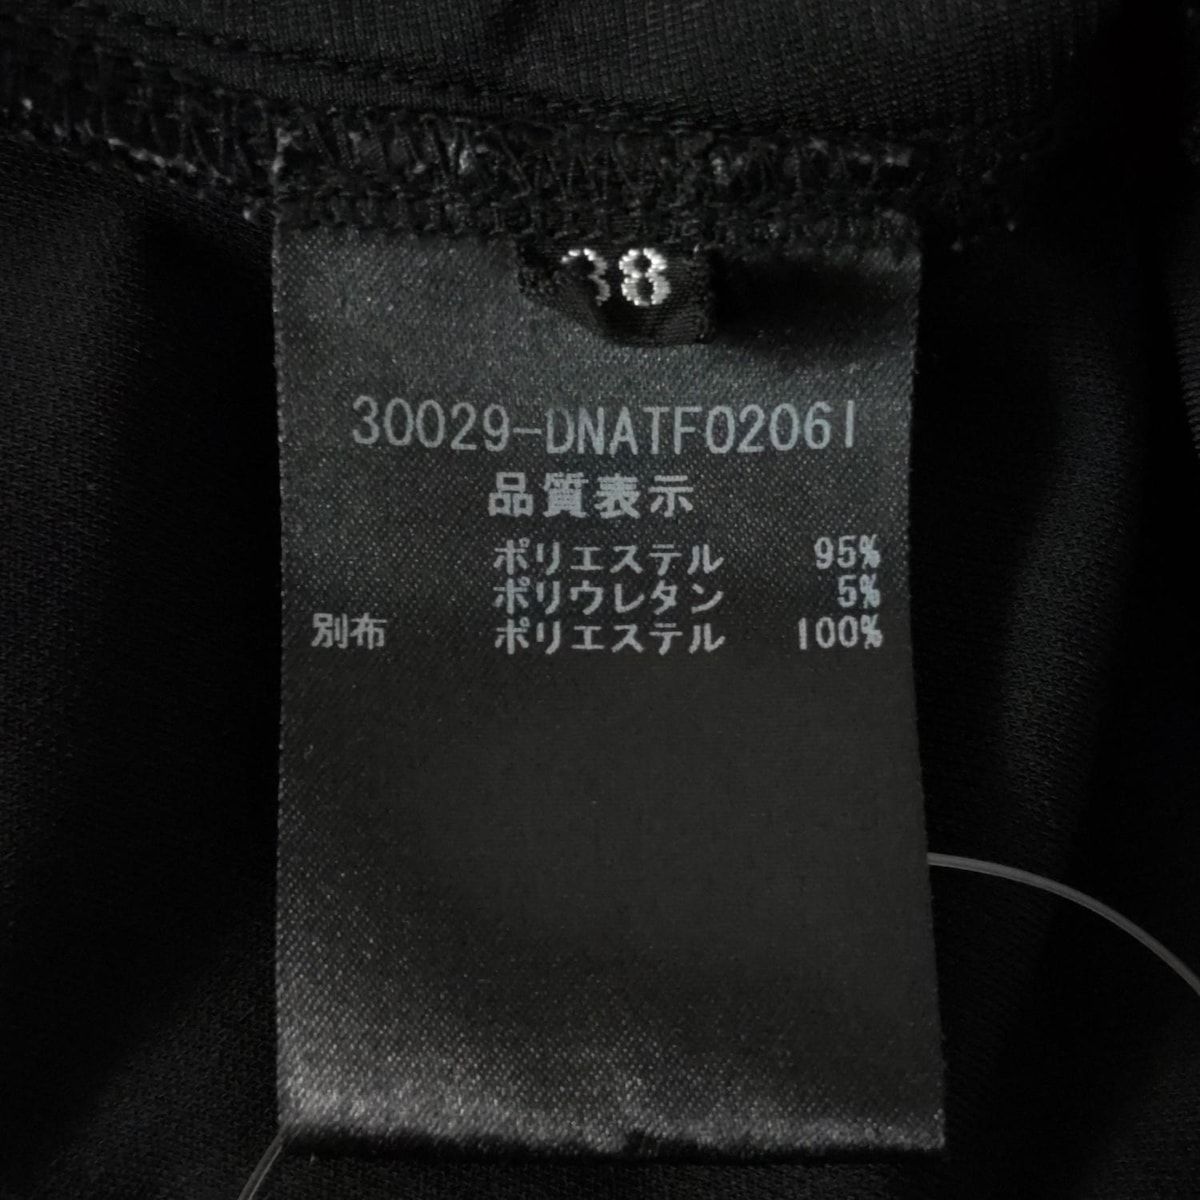 38
30029-DNATF02061
品質表示
ポリエステル 95%
ポリウレタン 5%
別布 ポリエステル 100%